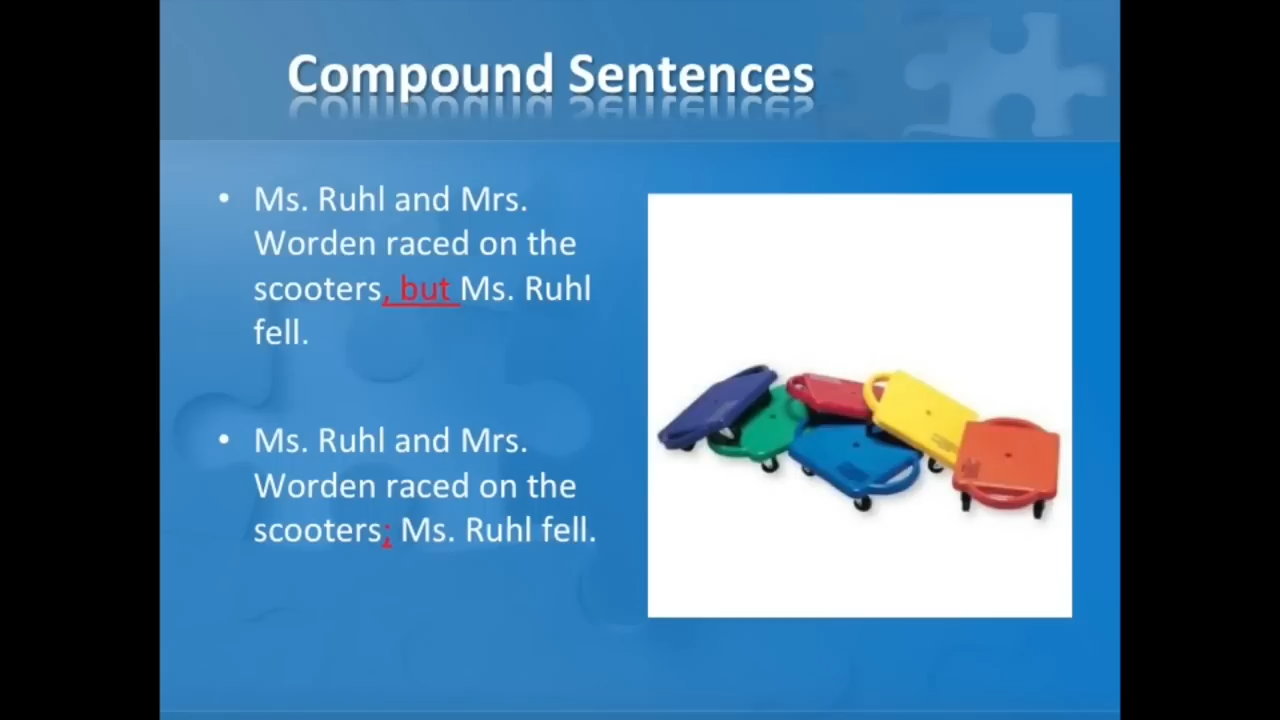 Compound Sentences
• Ms. Ruhl and Mrs.
Worden raced on the
scooters, but Ms. Ruhl
fell.
• Ms. Ruhl and Mrs.
Worden raced on the
scooters; Ms. Ruhl fell.